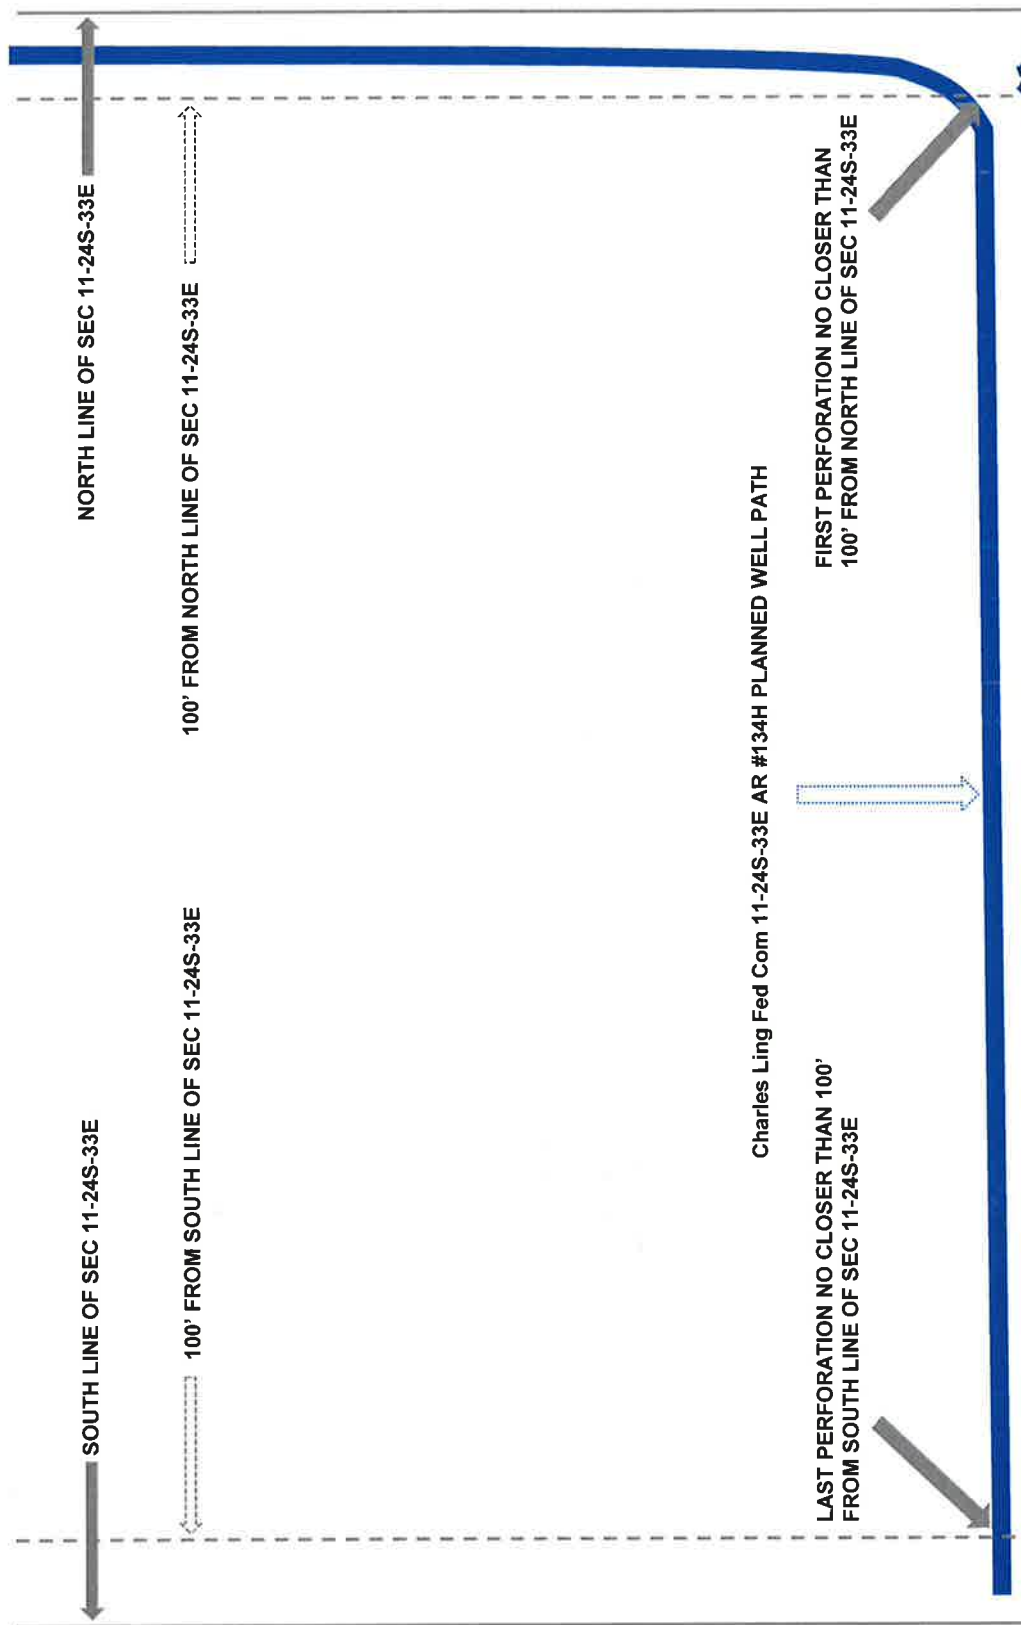 SOUTH LINE OF SEC 11-24S-33E
NORTH LINE OF SEC 11-24S-33E
100' FROM SOUTH LINE OF SEC 11-24S-33E
100' FROM NORTH LINE OF SEC 11-24S-33E
Charles Ling Fed Com 11-24S-33E AR #134H PLANNED WELL PATH
LAST PERFORATION NO CLOSER THAN 100'
FROM SOUTH LINE OF SEC 11-24S-33E
FIRST PERFORATION NO CLOSER THAN
100' FROM NORTH LINE OF SEC 11-24S-33E